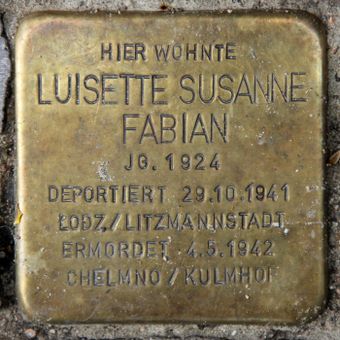 HIER WOHNTE
LUISETTE SUSANNE
FABIAN
JG. 1924
DEPORTIERT 29.10.1941
ŁODZ/LITZMANNSTADT
ERMORDET 4.5.1942
CHELMNO/KULMHOF